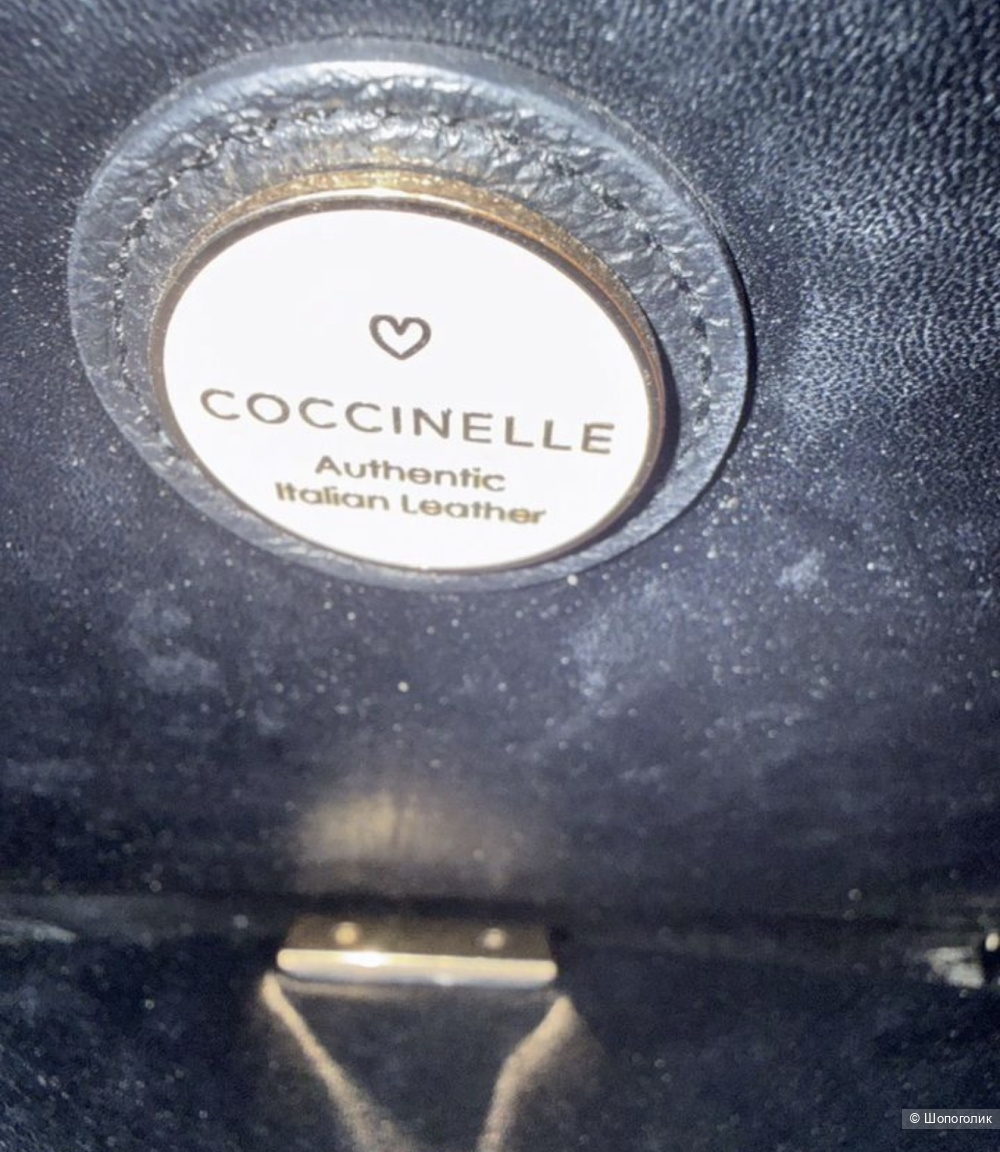 COCCINELLE
Authentic
Italian Leather
© Шопоголик